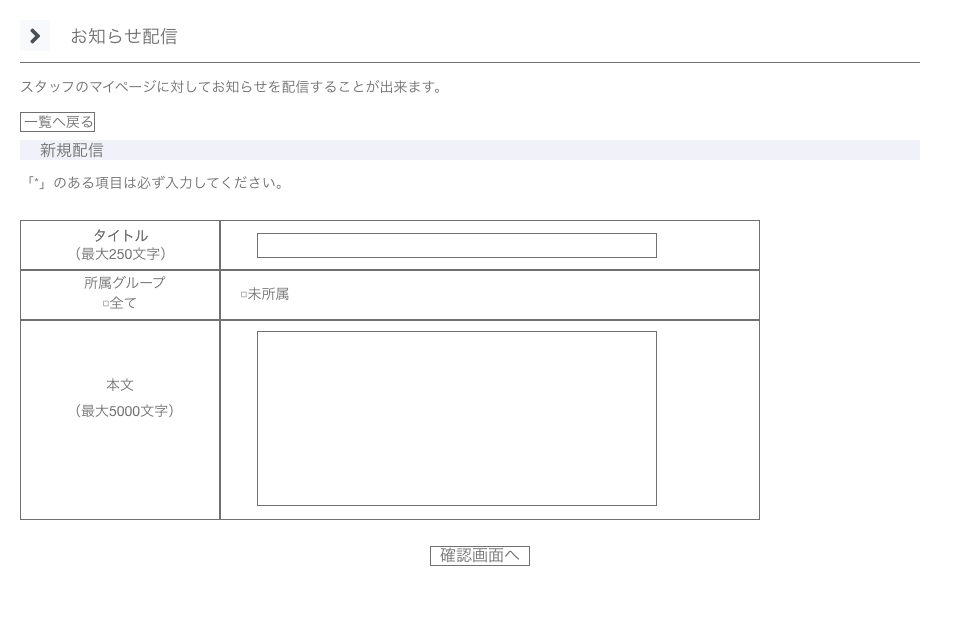 お知らせ配信
スタッフのマイページに対してお知らせを配信することが出来ます。
一覧へ戻る
新規配信
「*」のある項目は必ず入力してください。
タイトル
（最大250文字）
所属グループ
□全て
□未所属
本文
（最大5000文字）
確認画面へ